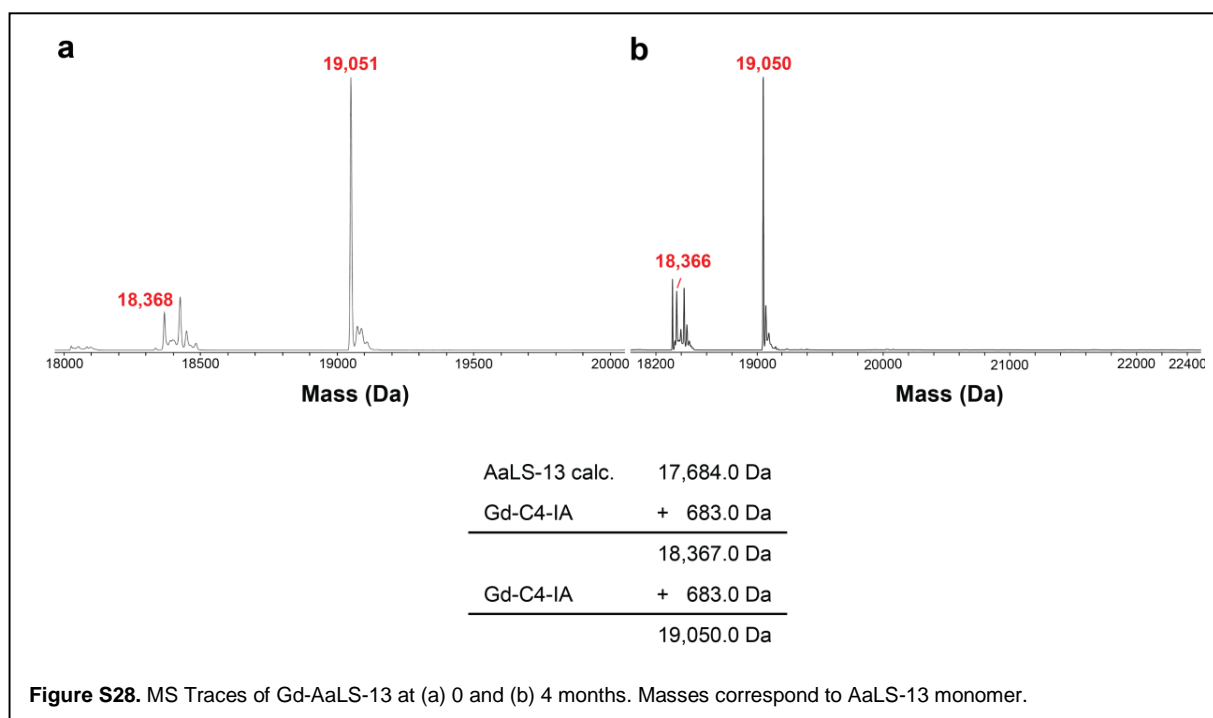 a
b
19,051
19,050
18,366
18,368
18000 18500 19000 19500 20000
18200 19000 20000 21000 22000 22400
Mass (Da)
Mass (Da)
AaLS-13 calc. 17,684.0 Da
Gd-C4-IA + 683.0 Da
18,367.0 Da
Gd-C4-IA + 683.0 Da
19,050.0 Da
Figure S28. MS Traces of Gd-AaLS-13 at (a) 0 and (b) 4 months. Masses correspond to AaLS-13 monomer.